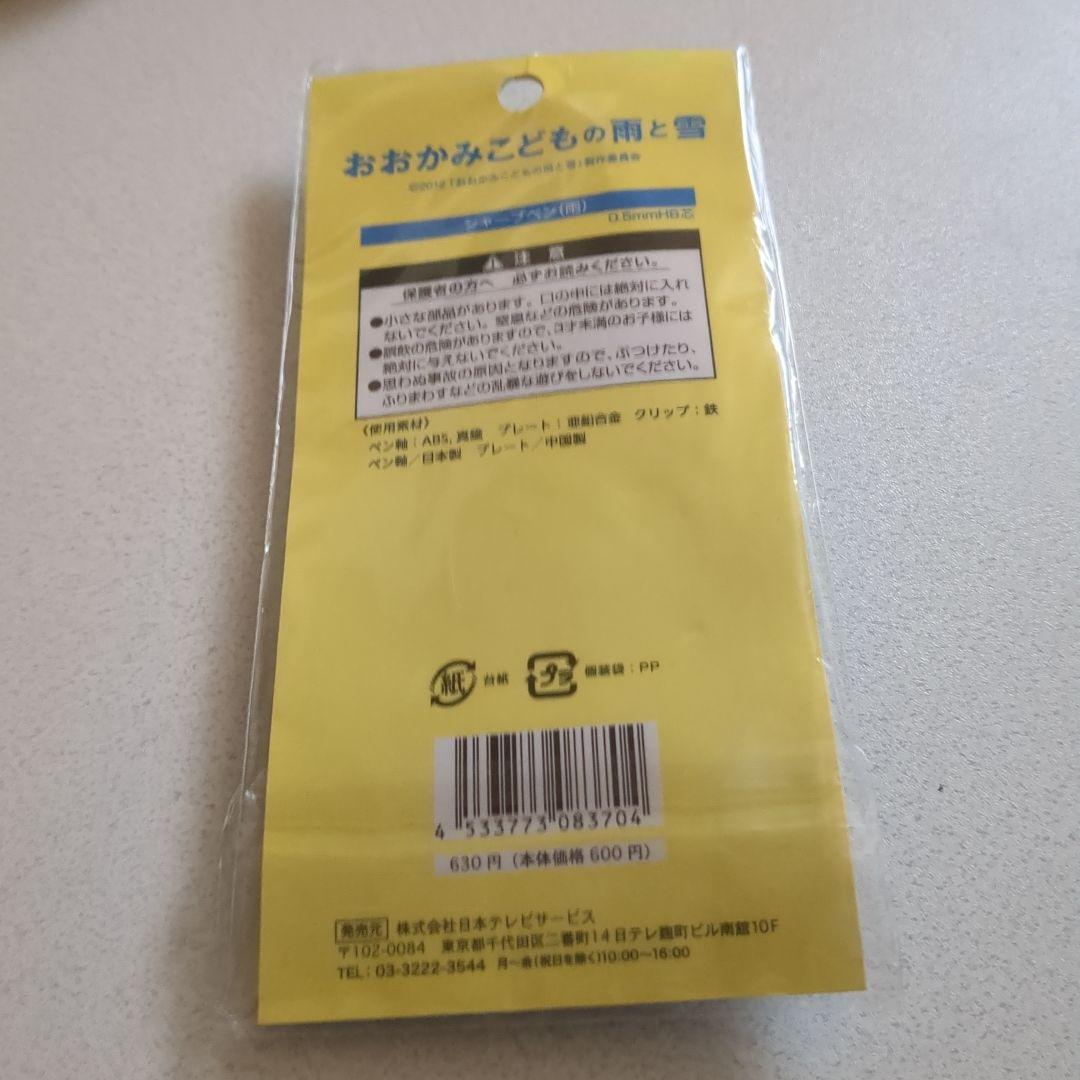 おおかみこどもの雨と雪
©2012「おおかみこどもの雨と雪」製作委員会
シャープペン(雨)
0.5mmHB芯
⚠ 注意
保護者の方へ 必ずお読みください。
●小さな部品があります。口の中には絶対に入れ
ないでください。窒息などの危険があります。
●誤飲の危険がありますので、3才未満のお子様には
絶対に与えないでください。
●思わぬ事故の原因となりますので、ぶつけたり、
ふりまわすなどの乱暴な遊びをしないでください。
〈使用素材〉
ペン軸:ABS,真鍮 プレート:亜鉛合金 クリップ:鉄
ペン軸/日本製 プレート/中国製
紙 台紙 プラ 個装袋:PP
4 533773 083704
630円(本体価格600円)
発売元 株式会社日本テレビサービス
〒102-0084 東京都千代田区二番町14日テレ麹町ビル南館10F
TEL:03-3222-3544 月~金(祝日を除く)10:00~16:00